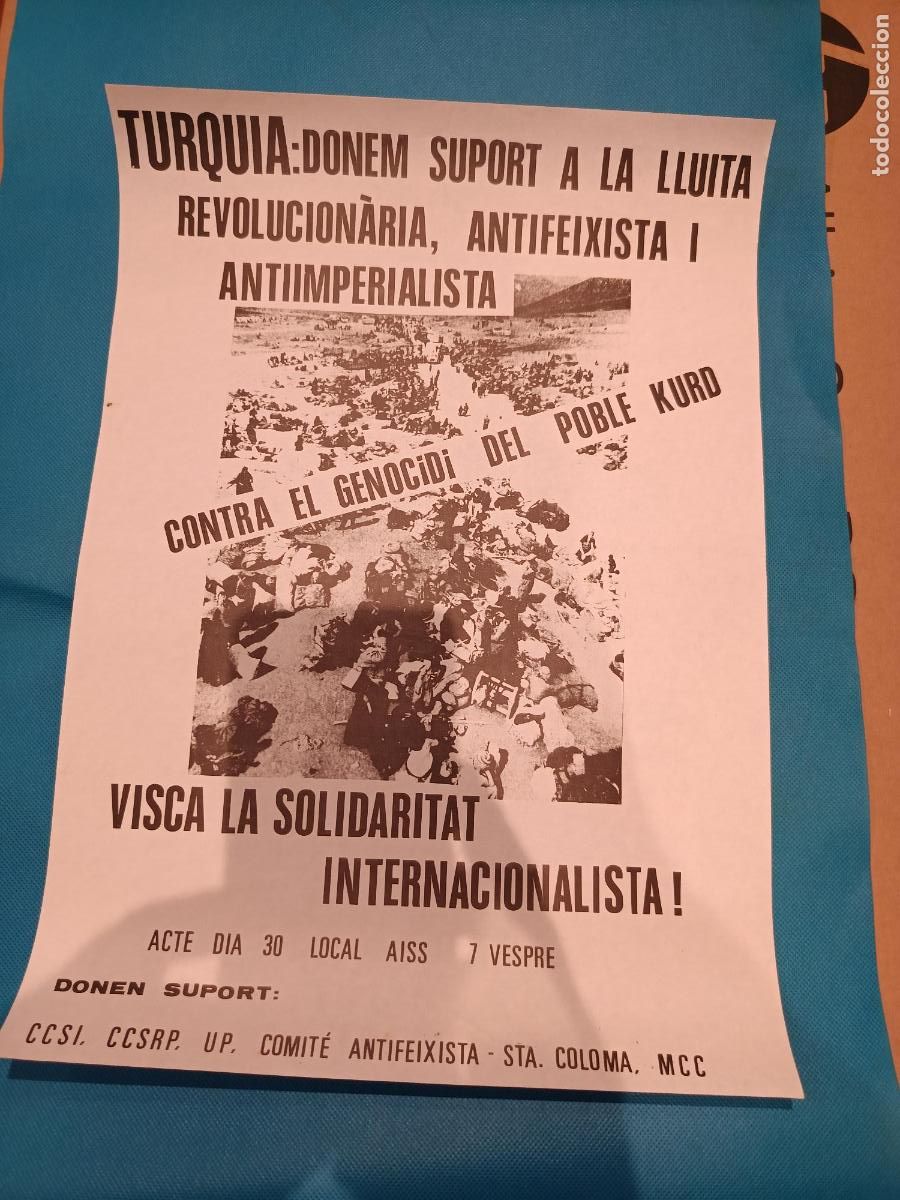 TURQUIA: DONEM SUPORT A LA LLUITA
REVOLUCIONÀRIA, ANTIFEIXISTA I
ANTIIMPERIALISTA
CONTRA EL GENOCiDi DEL POBLE KURD
VISCA LA SOLIDARITAT
INTERNACIONALISTA!
ACTE DIA 30 LOCAL AISS 7 VESPRE
DONEN SUPORT:
CCSI, CCSRP, UP, COMITÉ ANTIFEIXISTA - STA. COLOMA, MCC
todocoleccion